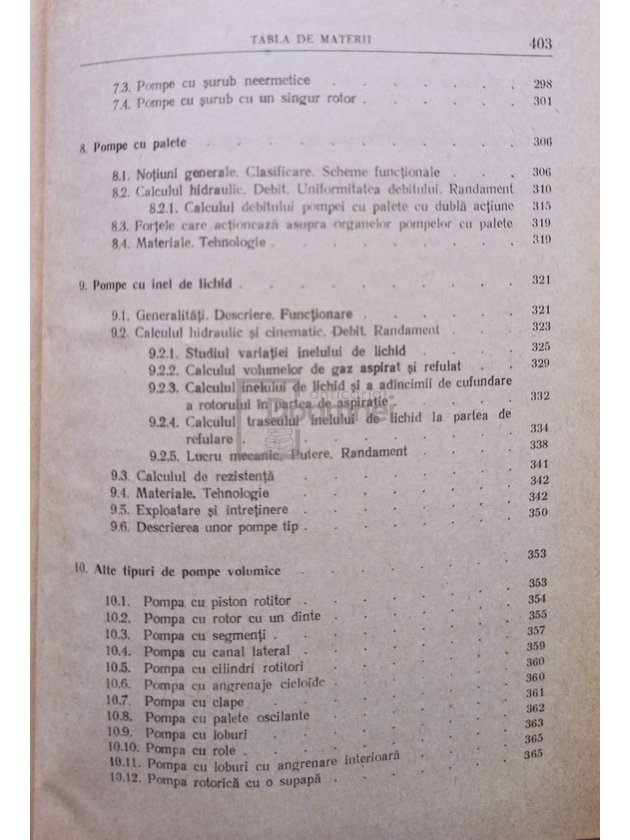 TABLA DE MATERII 403
7.3. Pompe cu şurub neermetice . . . . . . 298
7.4. Pompe cu şurub cu un singur rotor . . . . . 301
8. Pompe cu palete . . . . . . . . . 306
8.1. Noţiuni generale. Clasificare. Scheme funcţionale . . . 306
8.2. Calculul hidraulic. Debit. Uniformitatea debitului. Randament 310
8.2.1. Calculul debitului pompei cu palete cu dublă acţiune 315
8.3. Forţele care acţionează asupra organelor pompelor cu palete 319
8.4. Materiale. Tehnologie . . . . . . . . 319
9. Pompe cu inel de lichid . . . . . . . . 321
9.1. Generalităţi. Descriere. Funcţionare . . . . . 321
9.2. Calculul hidraulic şi cinematic. Debit. Randament . . . 323
9.2.1. Studiul variaţiei inelului de lichid . . . . 325
9.2.2. Calculul volumelor de gaz aspirat şi refulat . . . 329
9.2.3. Calculul inelului de lichid şi a adîncimii de cufundare
a rotorului în partea de aspiraţie . . . . 332
9.2.4. Calculul traseului inelului de lichid la partea de
refulare . . . . . . . . . 334
9.2.5. Lucru mecanic. Putere. Randament . . . . 338
9.3. Calculul de rezistenţă . . . . . . . 341
9.4. Materiale. Tehnologie . . . . . . . 342
9.5. Exploatare şi întreţinere . . . . . . . 342
9.6. Descrierea unor pompe tip . . . . . . . 350
10. Alte tipuri de pompe volumice . . . . . . 353
10.1. Pompa cu piston rotitor . . . . . . . 353
10.2. Pompa cu rotor cu un dinte . . . . . . 354
10.3. Pompa cu segmenţi . . . . . . . . 355
10.4. Pompa cu canal lateral . . . . . . . 357
10.5. Pompa cu cilindri rotitori . . . . . . 359
10.6. Pompa cu angrenaje cicloide . . . . . . 360
10.7. Pompa cu clape . . . . . . . . 360
10.8. Pompa cu palete oscilante . . . . . . 361
10.9. Pompa cu loburi . . . . . . . . 362
10.10. Pompa cu role . . . . . . . . 363
10.11. Pompa cu loburi cu angrenare interioară . . . . 365
10.12. Pompa rotorică cu o supapă . . . . . . 365
Doamnei